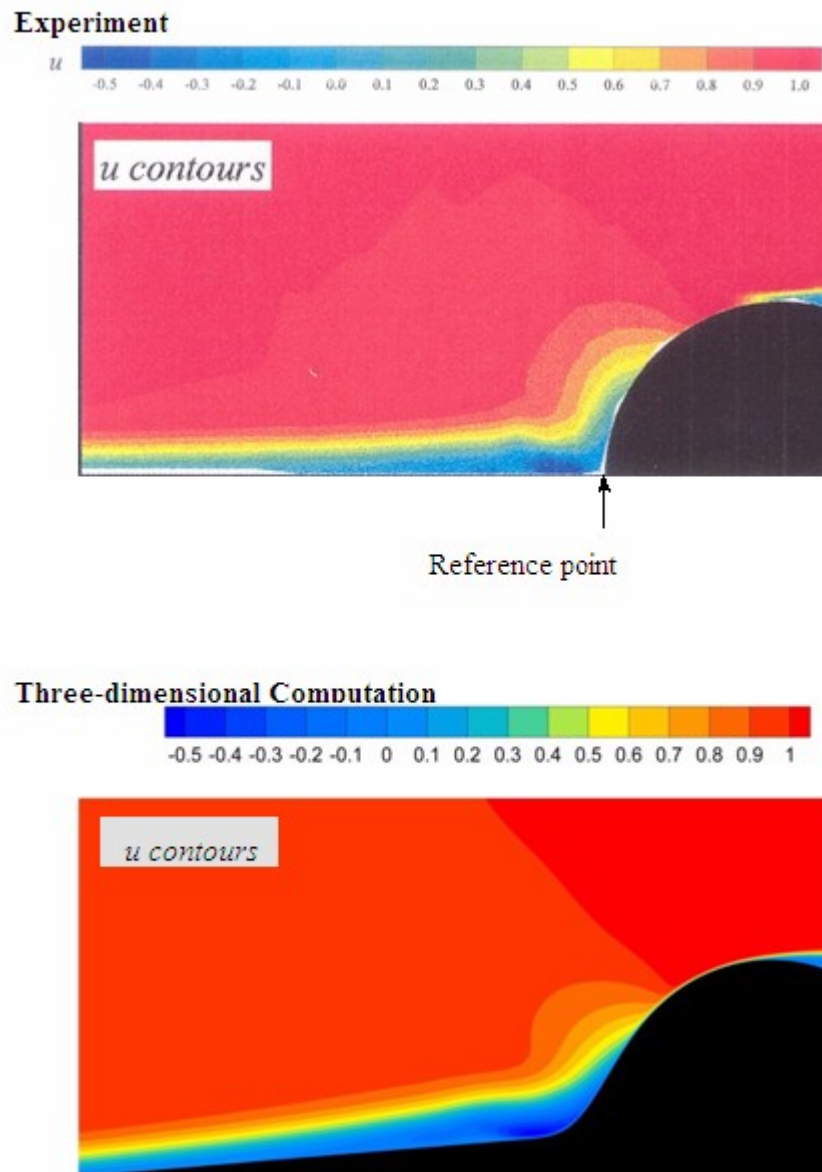 Experiment
u
-0.5 -0.4 -0.3 -0.2 -0.1 0.0 0.1 0.2 0.3 0.4 0.5 0.6 0.7 0.8 0.9 1.0
u contours
Reference point
Three-dimensional Computation
-0.5 -0.4 -0.3 -0.2 -0.1 0 0.1 0.2 0.3 0.4 0.5 0.6 0.7 0.8 0.9 1
u contours